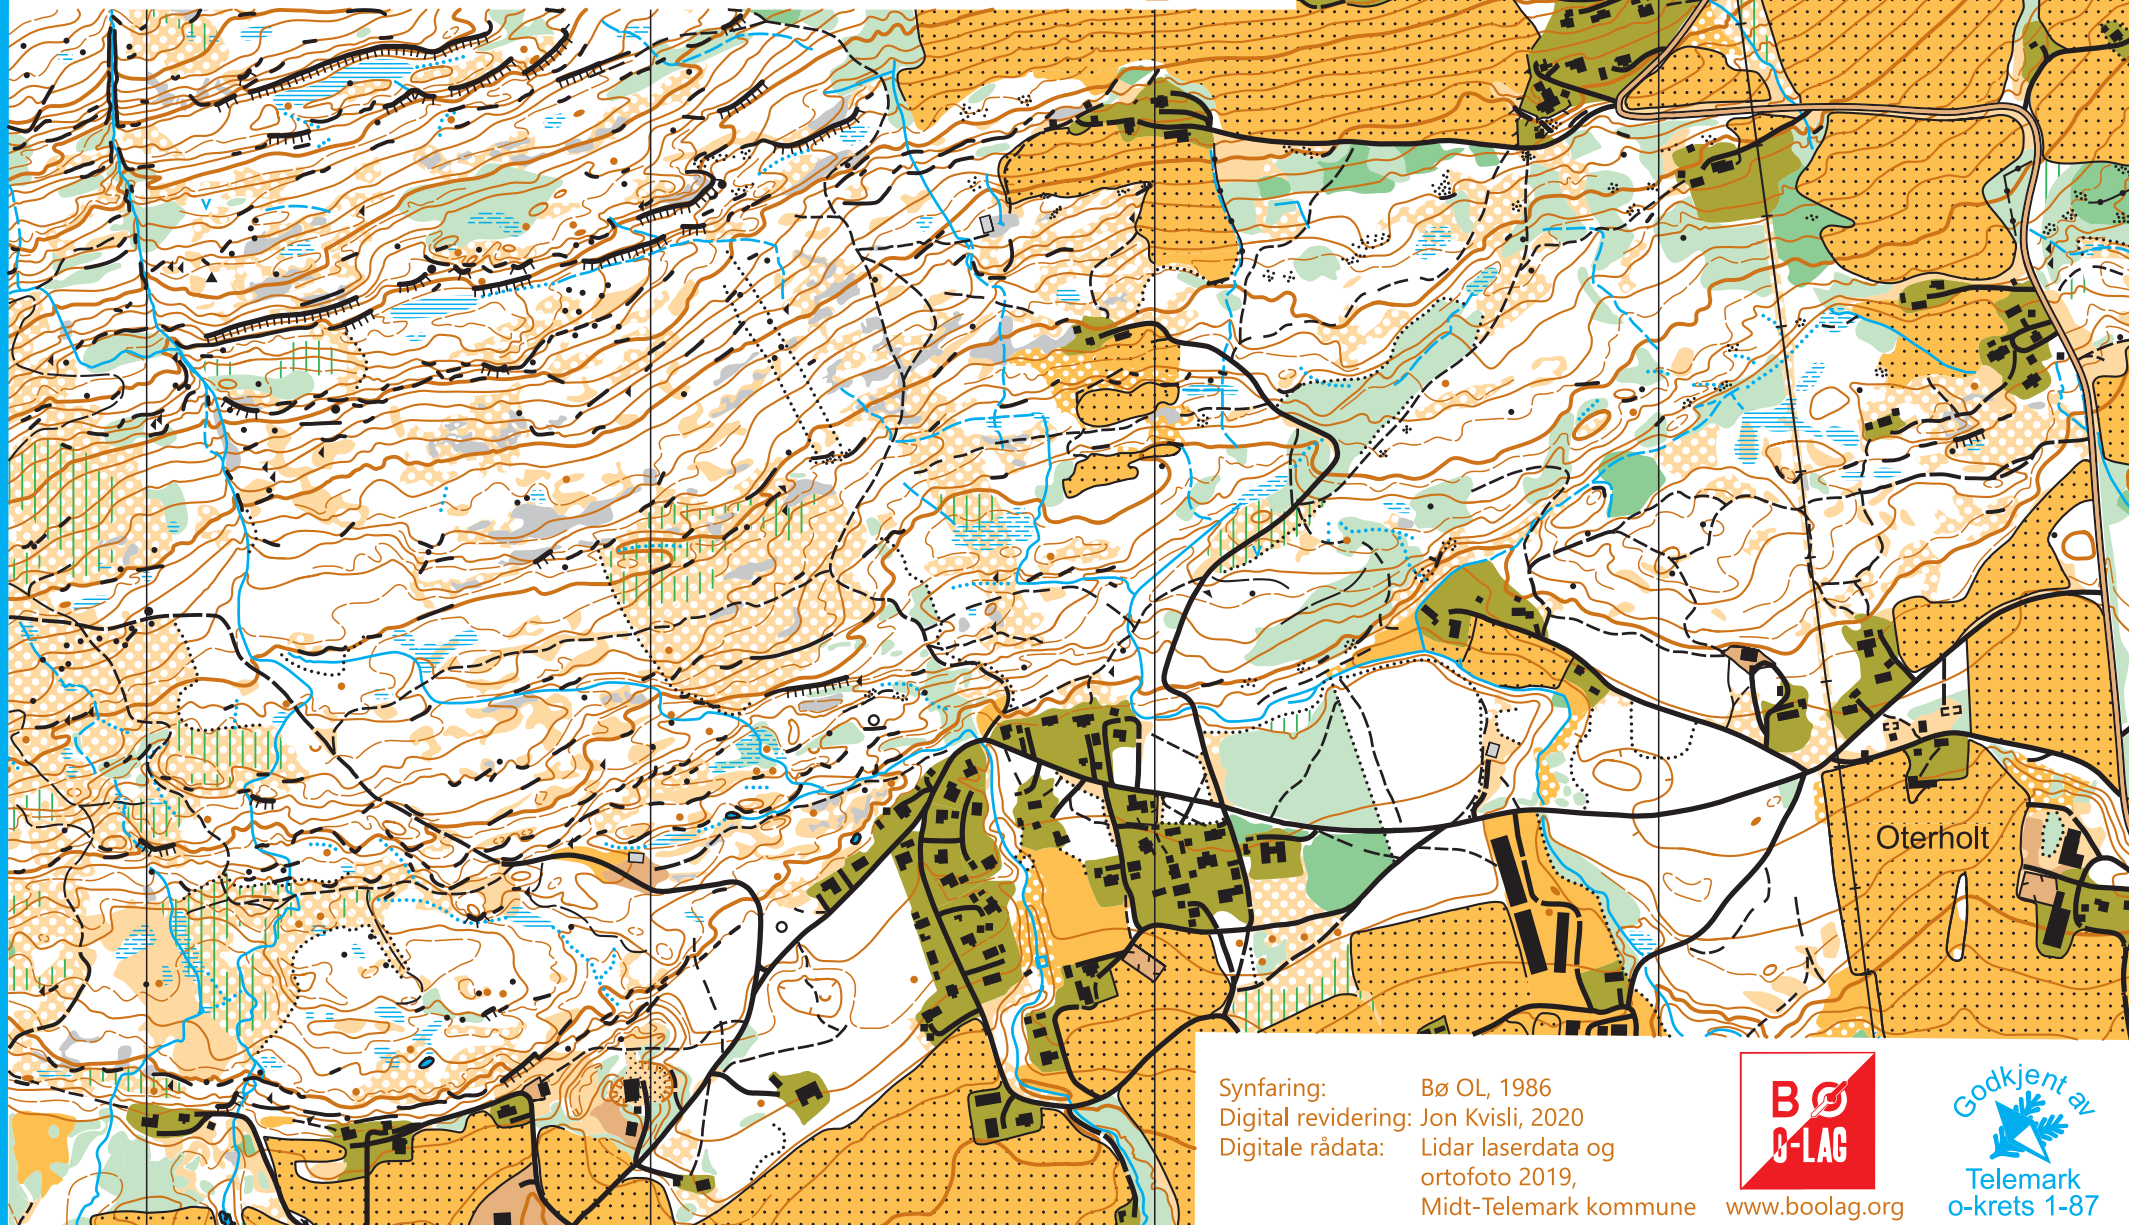 Oterholt
Synfaring: Bø OL, 1986
Digital revidering: Jon Kvisli, 2020
Digitale rådata: Lidar laserdata og
ortofoto 2019,
Midt-Telemark kommune
BØ
O-LAG
www.boolag.org
Godkjent av
Telemark
o-krets 1-87